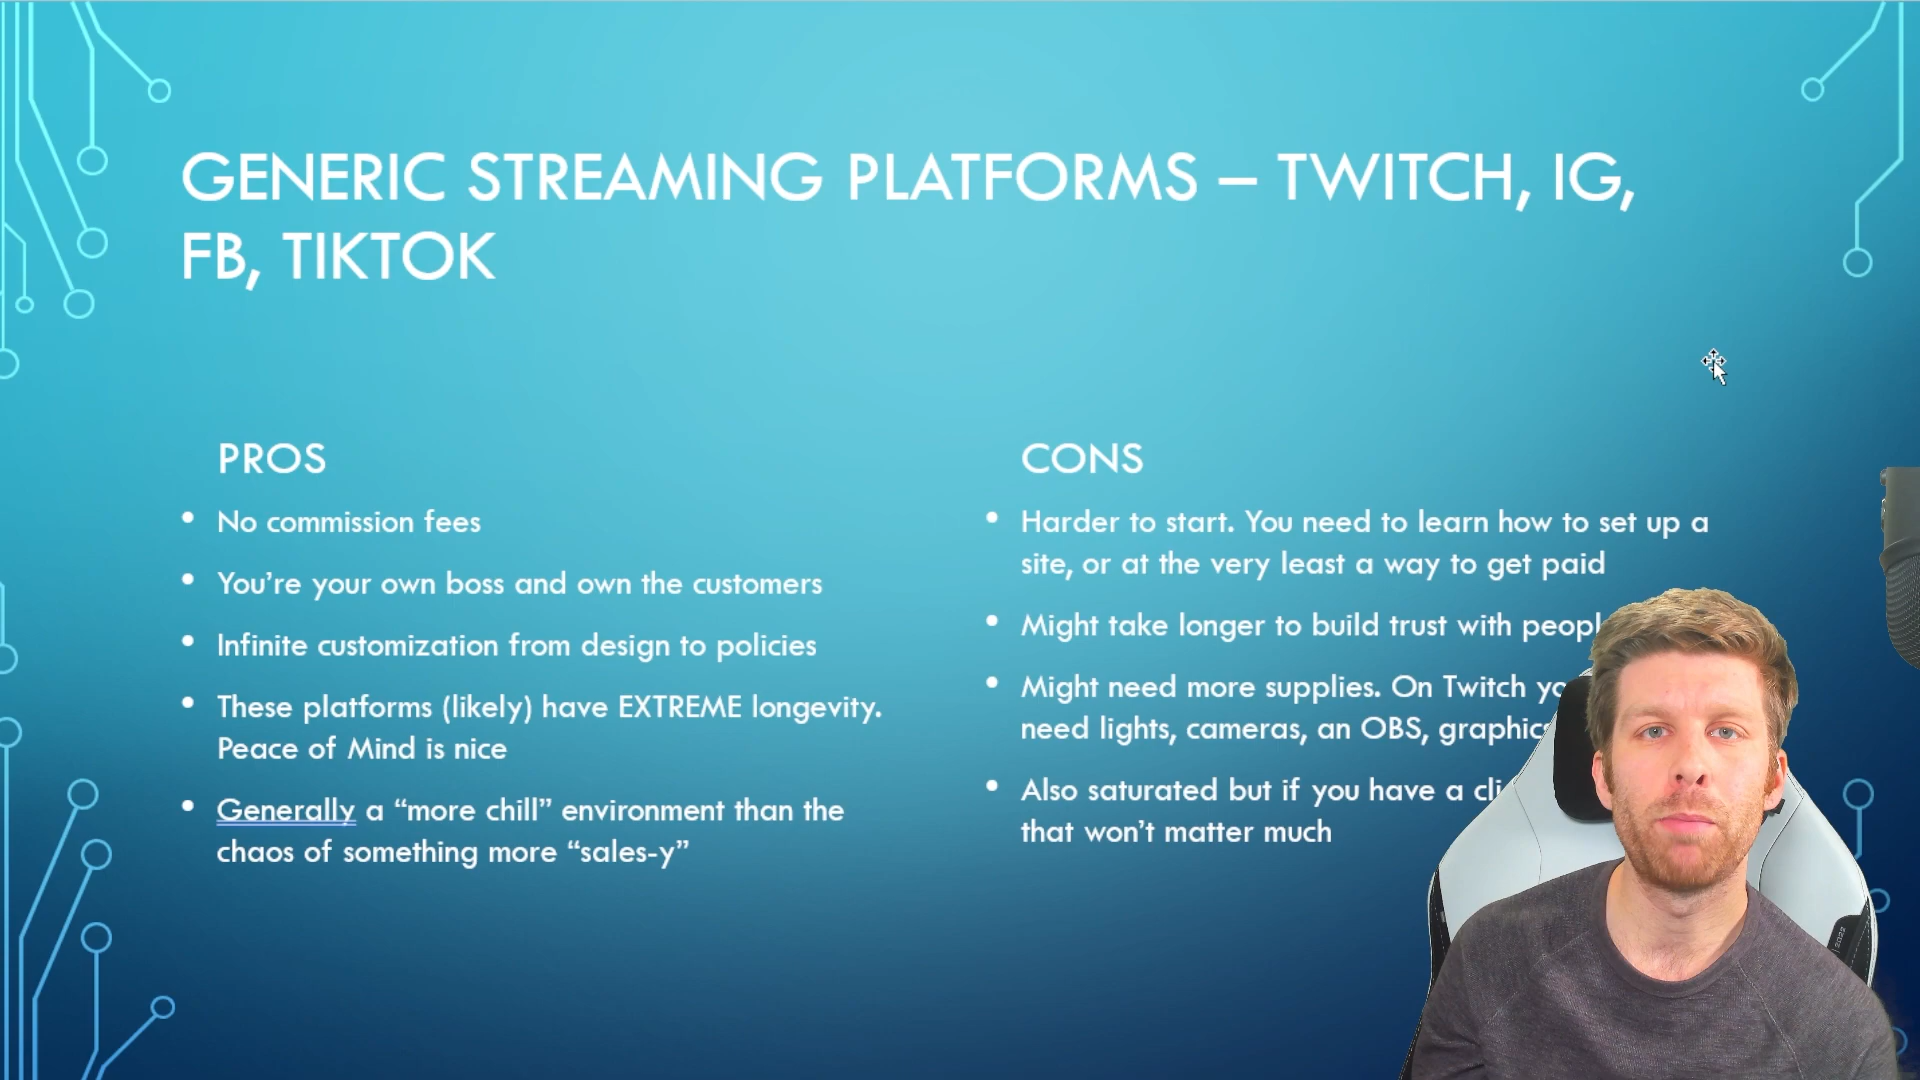 GENERIC STREAMING PLATFORMS – TWITCH, IG,
FB, TIKTOK
PROS
• No commission fees
• You’re your own boss and own the customers
• Infinite customization from design to policies
• These platforms (likely) have EXTREME longevity.
Peace of Mind is nice
• Generally a “more chill” environment than the
chaos of something more “sales-y”
CONS
• Harder to start. You need to learn how to set up a
site, or at the very least a way to get paid
• Might take longer to build trust with
• Might need more supplies. On Twitch
need lights, cameras, an OBS,
• Also saturated but if you have a
that won’t matter much